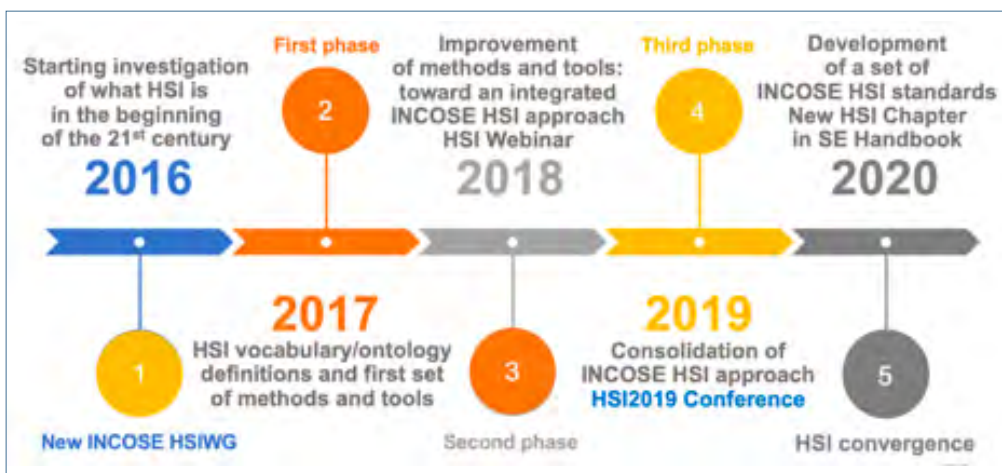 Starting investigation
of what HSI is
in the beginning
of the 21st century
2016
1
New INCOSE HSIWG
First phase
2
2017
HSI vocabulary/ontology
definitions and first set
of methods and tools
Improvement
of methods and tools:
toward an integrated
INCOSE HSI approach
HSI Webinar
2018
3
Second phase
Third phase
4
2019
Consolidation of
INCOSE HSI approach
HSI2019 Conference
Development
of a set of
INCOSE HSI standards
New HSI Chapter
in SE Handbook
2020
5
HSI convergence